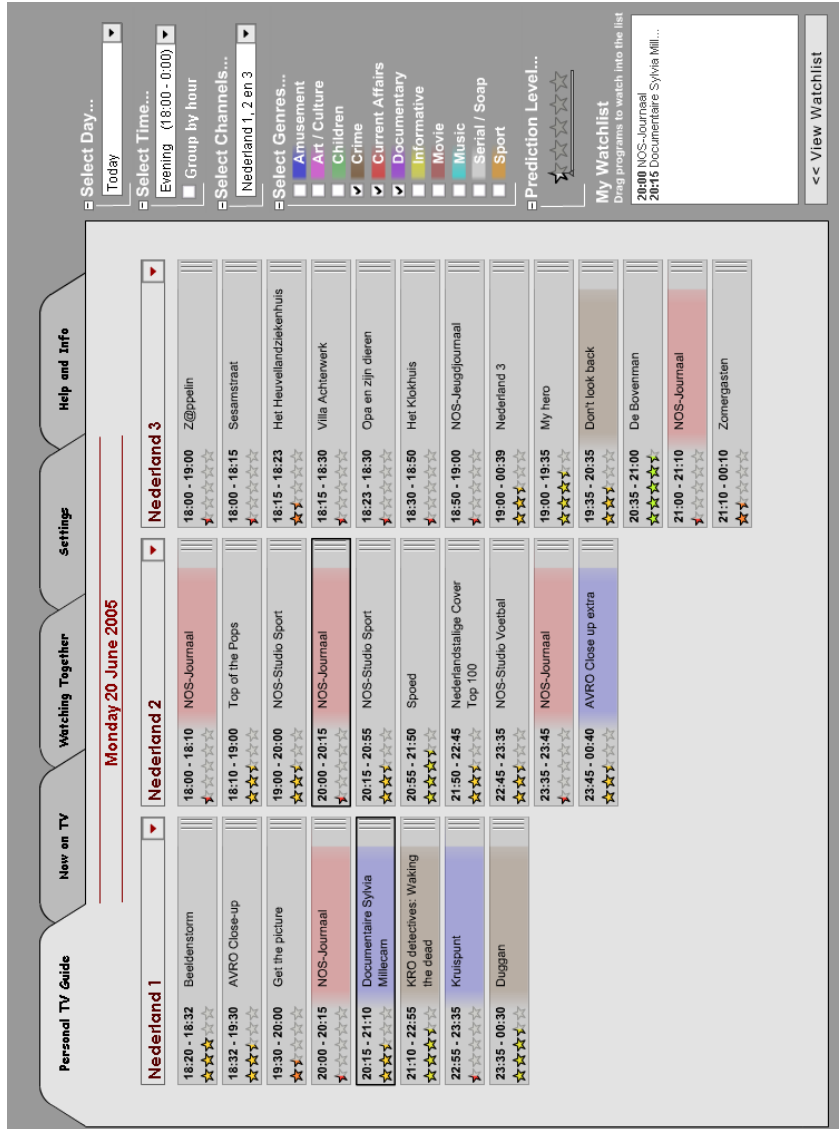 Personal TV Guide
Now on TV
Watching Together
Settings
Help and Info
Monday 20 June 2005
Nederland 1
18:20 - 18:32
Beeldenstorm
18:32 - 19:30
AVRO Close-up
19:30 - 20:00
Get the picture
20:00 - 20:15
NOS-Journaal
20:15 - 21:10
Documentaire Sylvia
Millecam
21:10 - 22:55
KRO detectives: Waking
the dead
22:55 - 23:35
Kruispunt
23:35 - 00:30
Duggan
Nederland 2
18:00 - 18:10
NOS-Journaal
18:10 - 19:00
Top of the Pops
19:00 - 20:00
NOS-Studio Sport
20:00 - 20:15
NOS-Journaal
20:15 - 20:55
NOS-Studio Sport
20:55 - 21:50
Spoed
21:50 - 22:45
Nederlandstalige Cover
Top 100
22:45 - 23:35
NOS-Studio Voetbal
23:35 - 23:45
NOS-Journaal
23:45 - 00:40
AVRO Close up extra
Nederland 3
18:00 - 19:00
Z@ppelin
18:00 - 18:15
Sesamstraat
18:15 - 18:23
Het Heuvellandziekenhuis
18:15 - 18:30
Villa Achterwerk
18:23 - 18:30
Opa en zijn dieren
18:30 - 18:50
Het Klokhuis
18:50 - 19:00
NOS-Jeugdjournaal
19:00 - 00:39
Nederland 3
19:00 - 19:35
My hero
19:35 - 20:35
Don't look back
20:35 - 21:00
De Bovenman
21:00 - 21:10
NOS-Journaal
21:10 - 00:10
Zomergasten
Select Day...
Today
Select Time...
Evening (18:00 - 0:00)
Group by hour
Select Channels...
Nederland 1, 2 en 3
Select Genres...
Amusement
Art / Culture
Children
Crime
Current Affairs
Documentary
Informative
Movie
Music
Serial / Soap
Sport
Prediction Level...
My Watchlist
Drag programs to watch into the list
20:00 NOS-Journaal
20:15 Documentaire Sylvia Mill...
<< View Watchlist